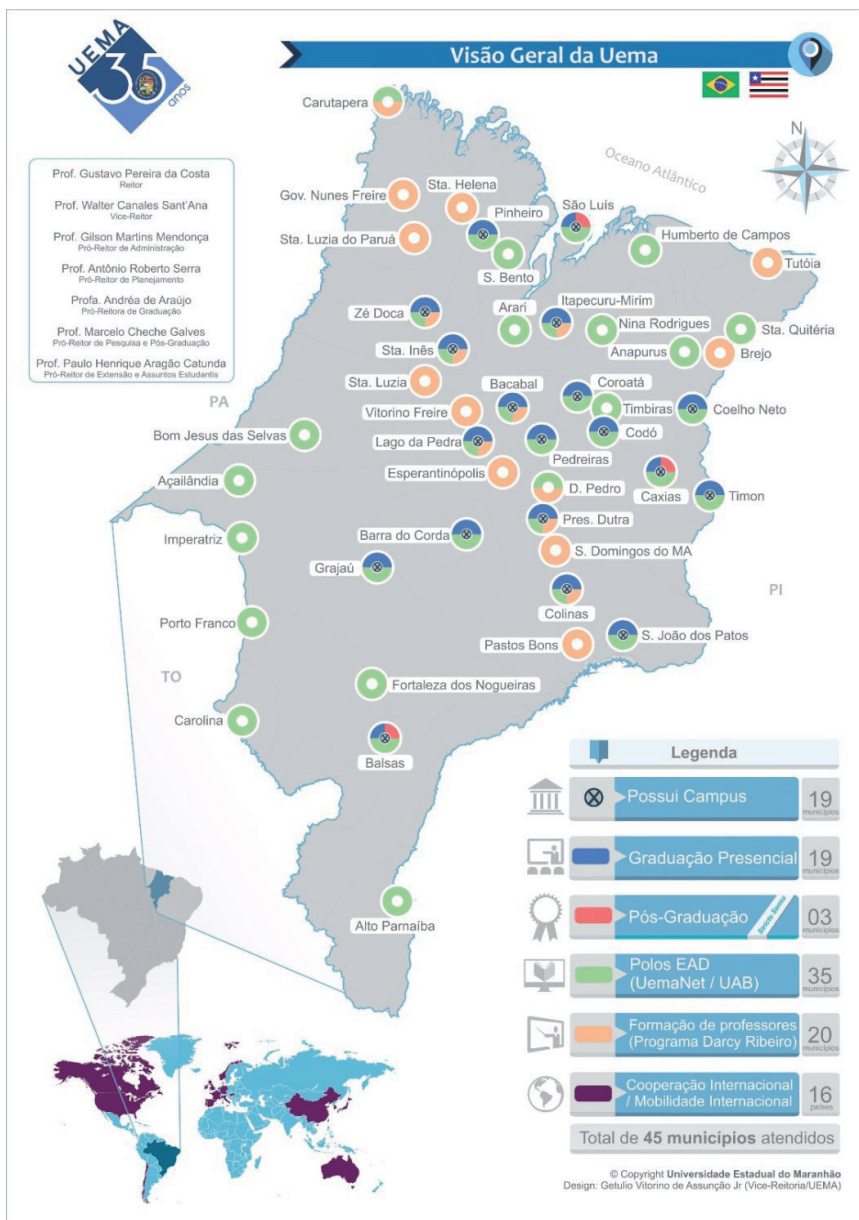 UEMA
35
anos
Visão Geral da Uema
Prof. Gustavo Pereira da Costa
Reitor
Prof. Walter Canales Sant'Ana
Vice-Reitor
Prof. Gilson Martins Mendonça
Pró-Reitor de Administração
Prof. Antônio Roberto Serra
Pró-Reitor de Planejamento
Profa. Andréa de Araújo
Pró-Reitora de Graduação
Prof. Marcelo Cheche Galves
Pró-Reitor de Pesquisa e Pós-Graduação
Prof. Paulo Henrique Aragão Catunda
Pró-Reitor de Extensão e Assuntos Estudantis
N
Oceano Atlântico
Carutapera
Gov. Nunes Freire
Sta. Helena
Pinheiro
São Luís
Sta. Luzia do Paruá
S. Bento
Humberto de Campos
Tutóia
Zé Doca
Arari
Itapecuru-Mirim
Nina Rodrigues
Sta. Quitéria
Sta. Inês
Anapurus
Brejo
Sta. Luzia
Bacabal
Coroatá
PA
Vitorino Freire
Timbiras
Coelho Neto
Bom Jesus das Selvas
Lago da Pedra
Codó
Pedreiras
Esperantinópolis
Açailândia
D. Pedro
Caxias
Timon
Pres. Dutra
Imperatriz
Barra do Corda
S. Domingos do MA
Grajaú
PI
Colinas
Porto Franco
Pastos Bons
S. João dos Patos
TO
Fortaleza dos Nogueiras
Carolina
Balsas
Alto Parnaíba
Legenda
Possui Campus
19
municípios
Graduação Presencial
19
municípios
Pós-Graduação
Stricto Sensu
03
municípios
Polos EAD
(UemaNet / UAB)
35
municípios
Formação de professores
(Programa Darcy Ribeiro)
20
municípios
Cooperação Internacional
/ Mobilidade Internacional
16
países
Total de 45 municípios atendidos
© Copyright Universidade Estadual do Maranhão
Design: Getulio Vitorino de Assunção Jr (Vice-Reitoria/UEMA)